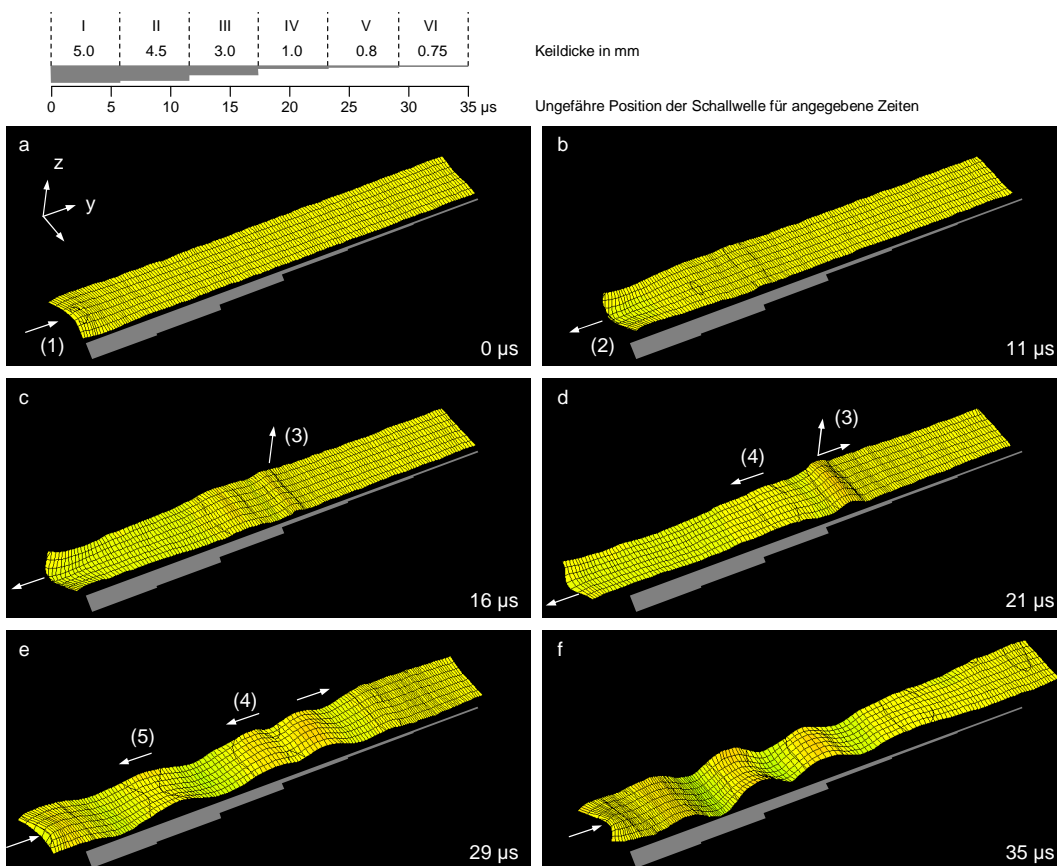 I II III IV V VI
5.0 4.5 3.0 1.0 0.8 0.75 Keildicke in mm
0 5 10 15 20 25 30 35 µs Ungefähre Position der Schallwelle für angegebene Zeiten
a
z
y
(1)
0 µs
b
(2)
11 µs
c
(3)
16 µs
d
(3)
(4)
21 µs
e
(4)
(5)
29 µs
f
35 µs